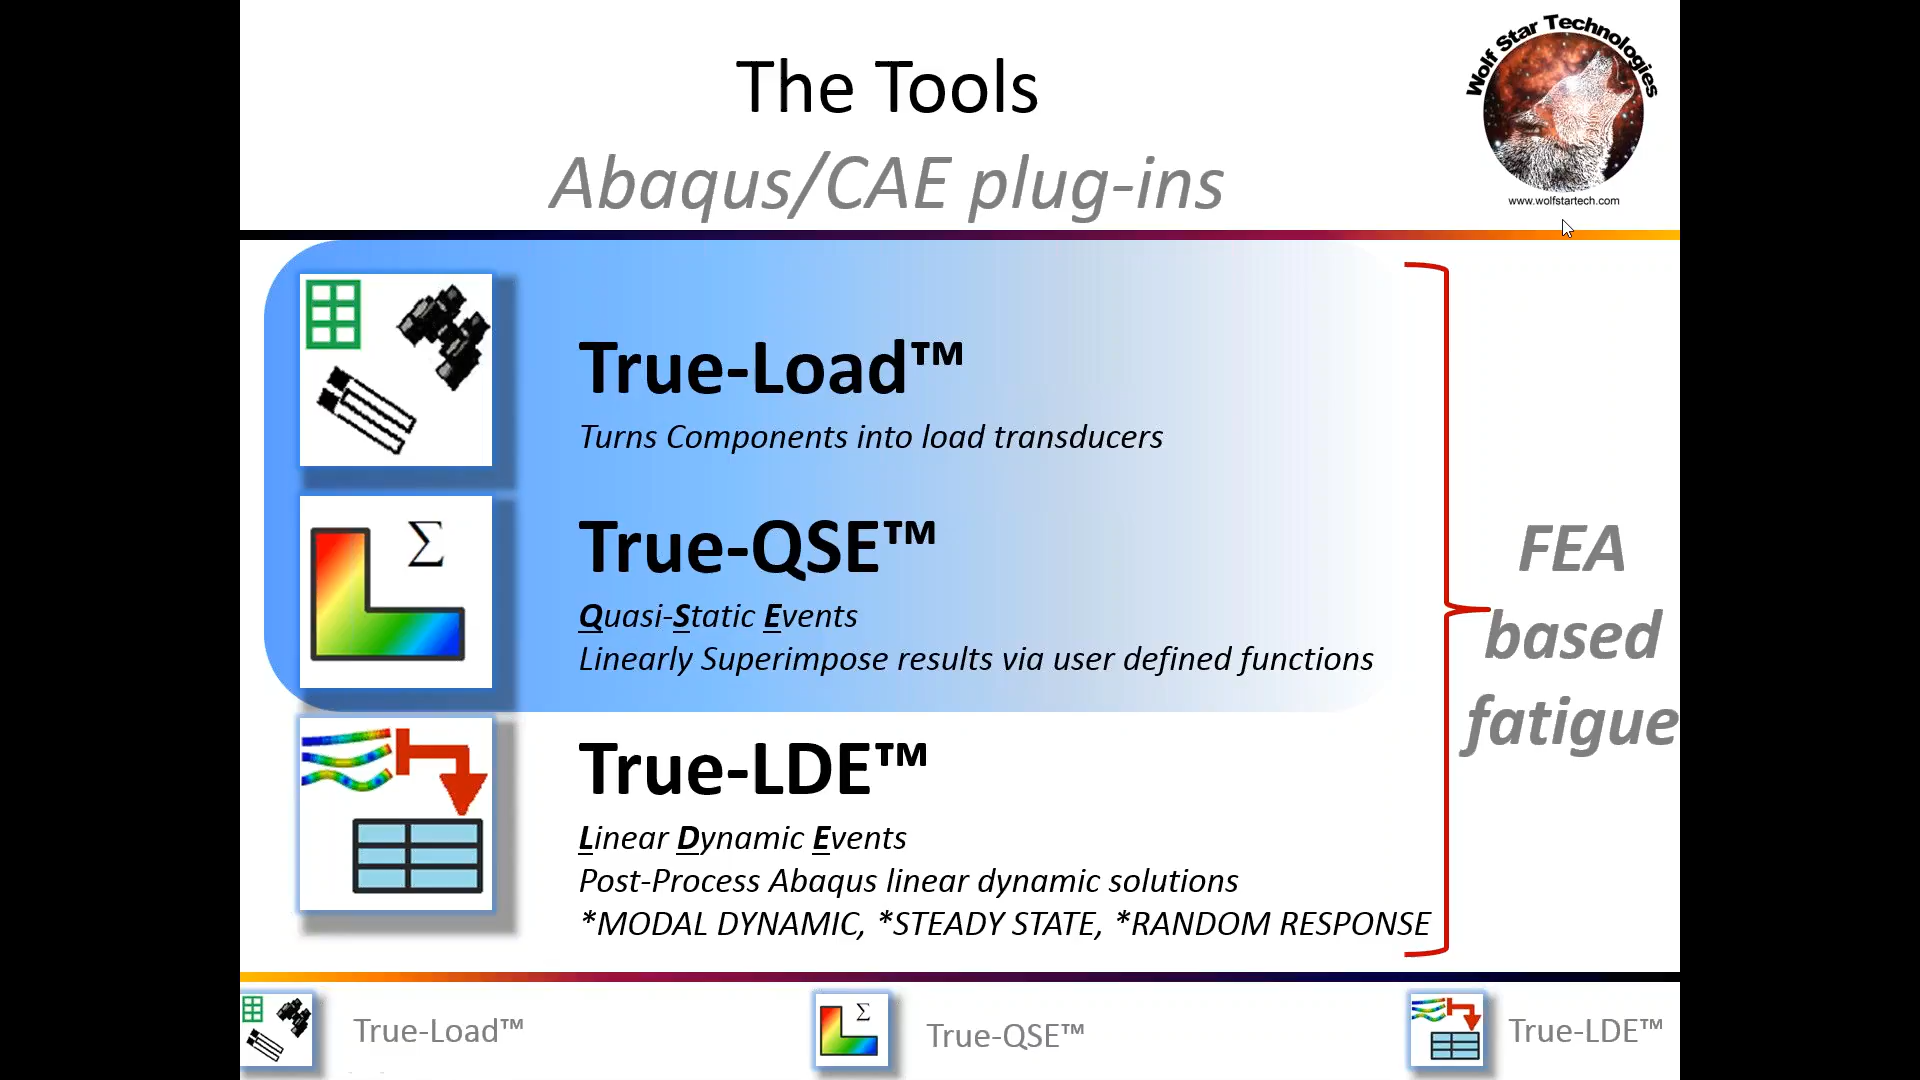 The Tools
Abaqus/CAE plug-ins
Wolf Star Technologies
www.wolfstartech.com
True-Load™
Turns Components into load transducers
Σ
True-QSE™
Quasi-Static Events
Linearly Superimpose results via user defined functions
True-LDE™
Linear Dynamic Events
Post-Process Abaqus linear dynamic solutions
*MODAL DYNAMIC, *STEADY STATE, *RANDOM RESPONSE
FEA
based
fatigue
True-Load™
Σ
True-QSE™
True-LDE™